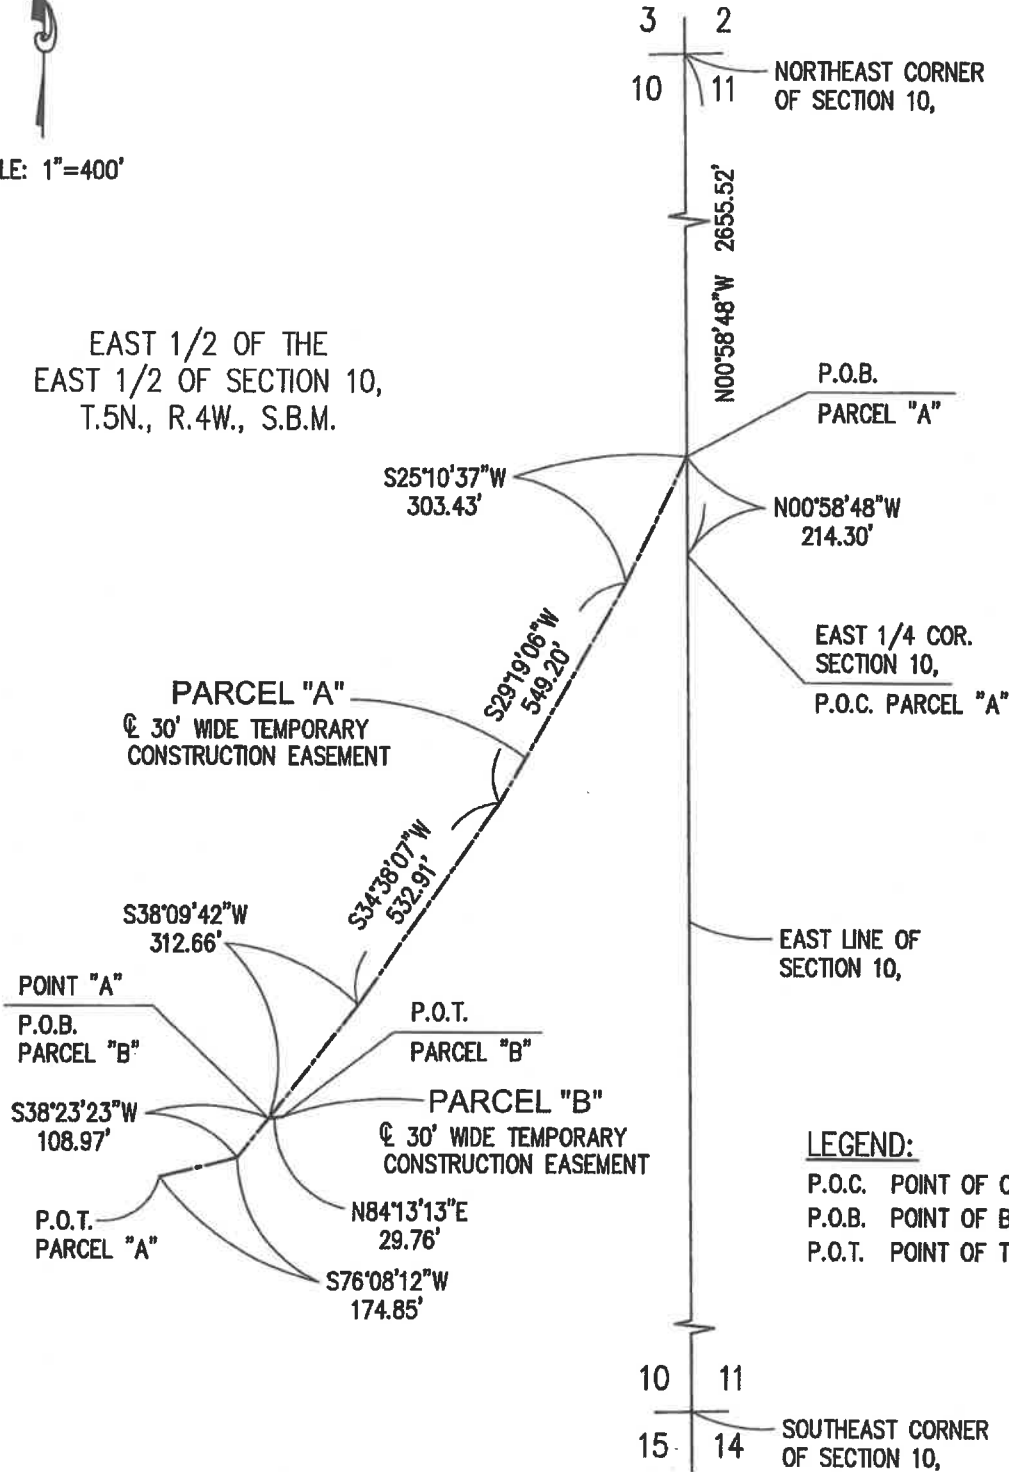 3 2
10 11
NORTHEAST CORNER
OF SECTION 10,
LE: 1"=400'
N00°58'48"W 2655.52'
EAST 1/2 OF THE
EAST 1/2 OF SECTION 10,
T.5N., R.4W., S.B.M.
P.O.B.
PARCEL "A"
S25°10'37"W
303.43'
N00°58'48"W
214.30'
EAST 1/4 COR.
SECTION 10,
P.O.C. PARCEL "A"
S29°19'06"W
549.20'
PARCEL "A"
℄ 30' WIDE TEMPORARY
CONSTRUCTION EASEMENT
S34°38'07"W
532.91'
S38°09'42"W
312.66'
EAST LINE OF
SECTION 10,
POINT "A"
P.O.B.
PARCEL "B"
P.O.T.
PARCEL "B"
S38°23'23"W
108.97'
PARCEL "B"
℄ 30' WIDE TEMPORARY
CONSTRUCTION EASEMENT
N84°13'13"E
29.76'
P.O.T.
PARCEL "A"
S76°08'12"W
174.85'
LEGEND:
P.O.C. POINT OF C
P.O.B. POINT OF B
P.O.T. POINT OF T
10 11
15 14
SOUTHEAST CORNER
OF SECTION 10,